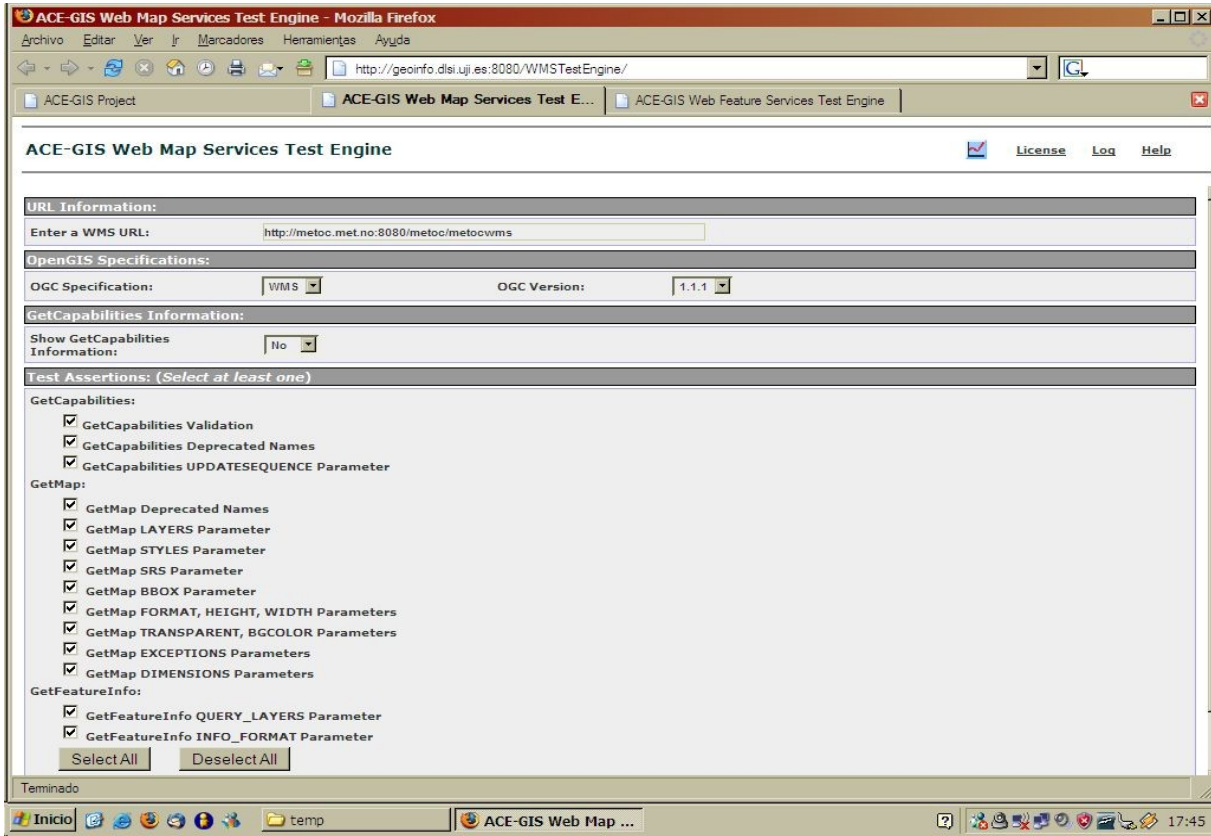 ACE-GIS Web Map Services Test Engine - Mozilla Firefox
Archivo Editar Ver Ir Marcadores Herramientas Ayuda
http://geoinfo.dlsi.uji.es:8080/WMSTestEngine/
G
ACE-GIS Project ACE-GIS Web Map Services Test E... ACE-GIS Web Feature Services Test Engine
ACE-GIS Web Map Services Test Engine License Log Help
URL Information:
Enter a WMS URL: http://metoc.met.no:8080/metoc/metocwms
OpenGIS Specifications:
OGC Specification: WMS OGC Version: 1.1.1
GetCapabilities Information:
Show GetCapabilities
Information: No
Test Assertions: (Select at least one)
GetCapabilities:
GetCapabilities Validation
GetCapabilities Deprecated Names
GetCapabilities UPDATESEQUENCE Parameter
GetMap:
GetMap Deprecated Names
GetMap LAYERS Parameter
GetMap STYLES Parameter
GetMap SRS Parameter
GetMap BBOX Parameter
GetMap FORMAT, HEIGHT, WIDTH Parameters
GetMap TRANSPARENT, BGCOLOR Parameters
GetMap EXCEPTIONS Parameters
GetMap DIMENSIONS Parameters
GetFeatureInfo:
GetFeatureInfo QUERY_LAYERS Parameter
GetFeatureInfo INFO_FORMAT Parameter
Select All Deselect All
Terminado
Inicio temp ACE-GIS Web Map ... 17:45